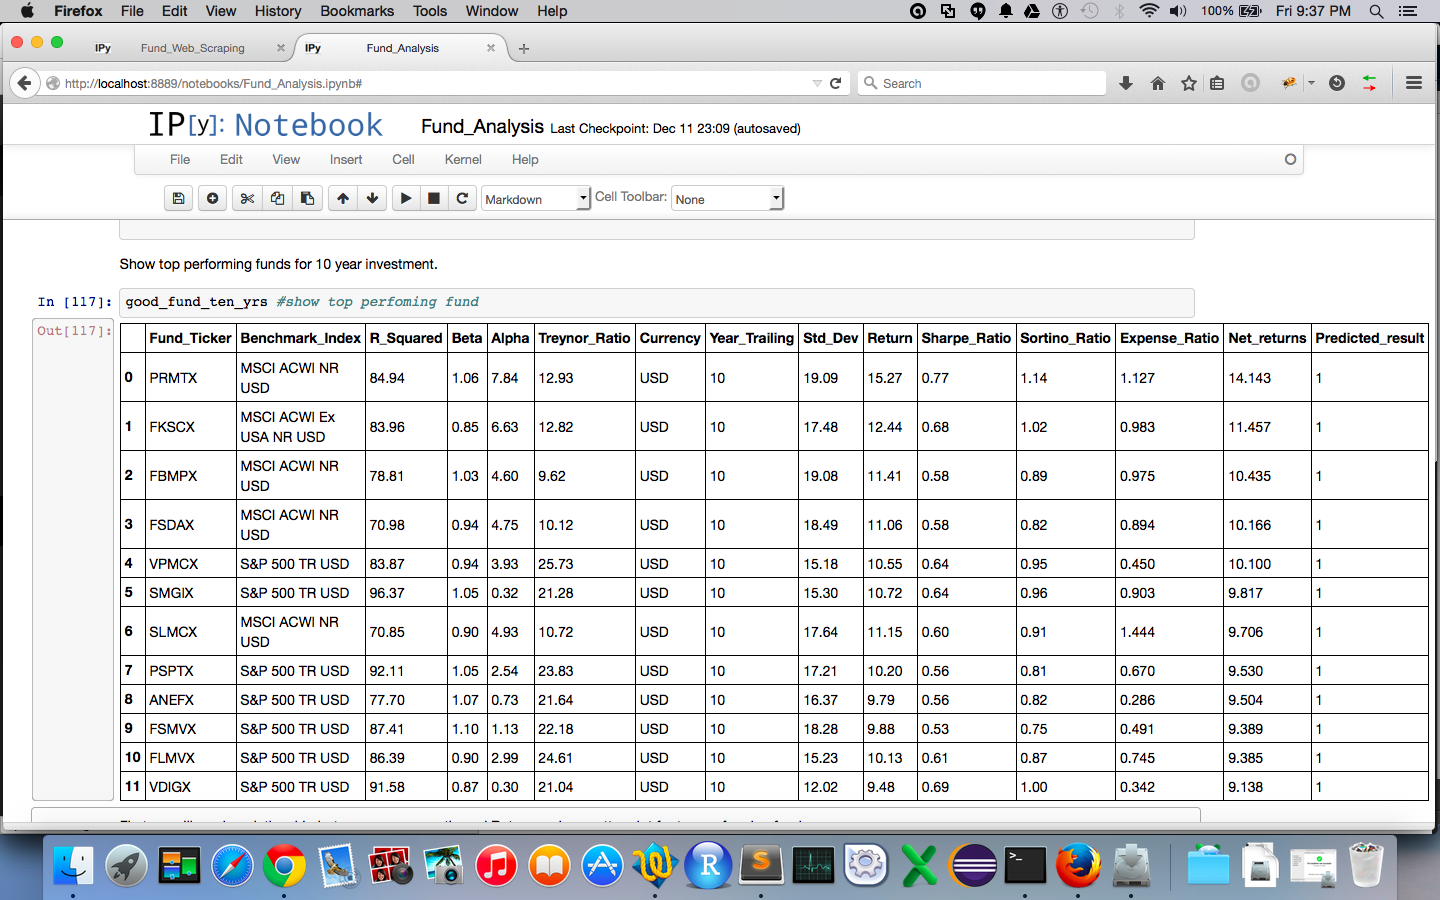 Firefox File Edit View History Bookmarks Tools Window Help 100% Fri 9:37 PM
IPy Fund_Web_Scraping IPy Fund_Analysis
http://localhost:8889/notebooks/Fund_Analysis.ipynb# Search
IP[y]: Notebook Fund_Analysis Last Checkpoint: Dec 11 23:09 (autosaved)
File Edit View Insert Cell Kernel Help
Markdown Cell Toolbar: None
Show top performing funds for 10 year investment.
In [117]: good_fund_ten_yrs #show top perfoming fund
Out[117]:
Fund_Ticker Benchmark_Index R_Squared Beta Alpha Treynor_Ratio Currency Year_Trailing Std_Dev Return Sharpe_Ratio Sortino_Ratio Expense_Ratio Net_returns Predicted_result
0 PRMTX MSCI ACWI NR USD 84.94 1.06 7.84 12.93 USD 10 19.09 15.27 0.77 1.14 1.127 14.143 1
1 FKSCX MSCI ACWI Ex USA NR USD 83.96 0.85 6.63 12.82 USD 10 17.48 12.44 0.68 1.02 0.983 11.457 1
2 FBMPX MSCI ACWI NR USD 78.81 1.03 4.60 9.62 USD 10 19.08 11.41 0.58 0.89 0.975 10.435 1
3 FSDAX MSCI ACWI NR USD 70.98 0.94 4.75 10.12 USD 10 18.49 11.06 0.58 0.82 0.894 10.166 1
4 VPMCX S&P 500 TR USD 83.87 0.94 3.93 25.73 USD 10 15.18 10.55 0.64 0.95 0.450 10.100 1
5 SMGIX S&P 500 TR USD 96.37 1.05 0.32 21.28 USD 10 15.30 10.72 0.64 0.96 0.903 9.817 1
6 SLMCX MSCI ACWI NR USD 70.85 0.90 4.93 10.72 USD 10 17.64 11.15 0.60 0.91 1.444 9.706 1
7 PSPTX S&P 500 TR USD 92.11 1.05 2.54 23.83 USD 10 17.21 10.20 0.56 0.81 0.670 9.530 1
8 ANEFX S&P 500 TR USD 77.70 1.07 0.73 21.64 USD 10 16.37 9.79 0.56 0.82 0.286 9.504 1
9 FSMVX S&P 500 TR USD 87.41 1.10 1.13 22.18 USD 10 18.28 9.88 0.53 0.75 0.491 9.389 1
10 FLMVX S&P 500 TR USD 86.39 0.90 2.99 24.61 USD 10 15.23 10.13 0.61 0.87 0.745 9.385 1
11 VDIGX S&P 500 TR USD 91.58 0.87 0.30 21.04 USD 10 12.02 9.48 0.69 1.00 0.342 9.138 1